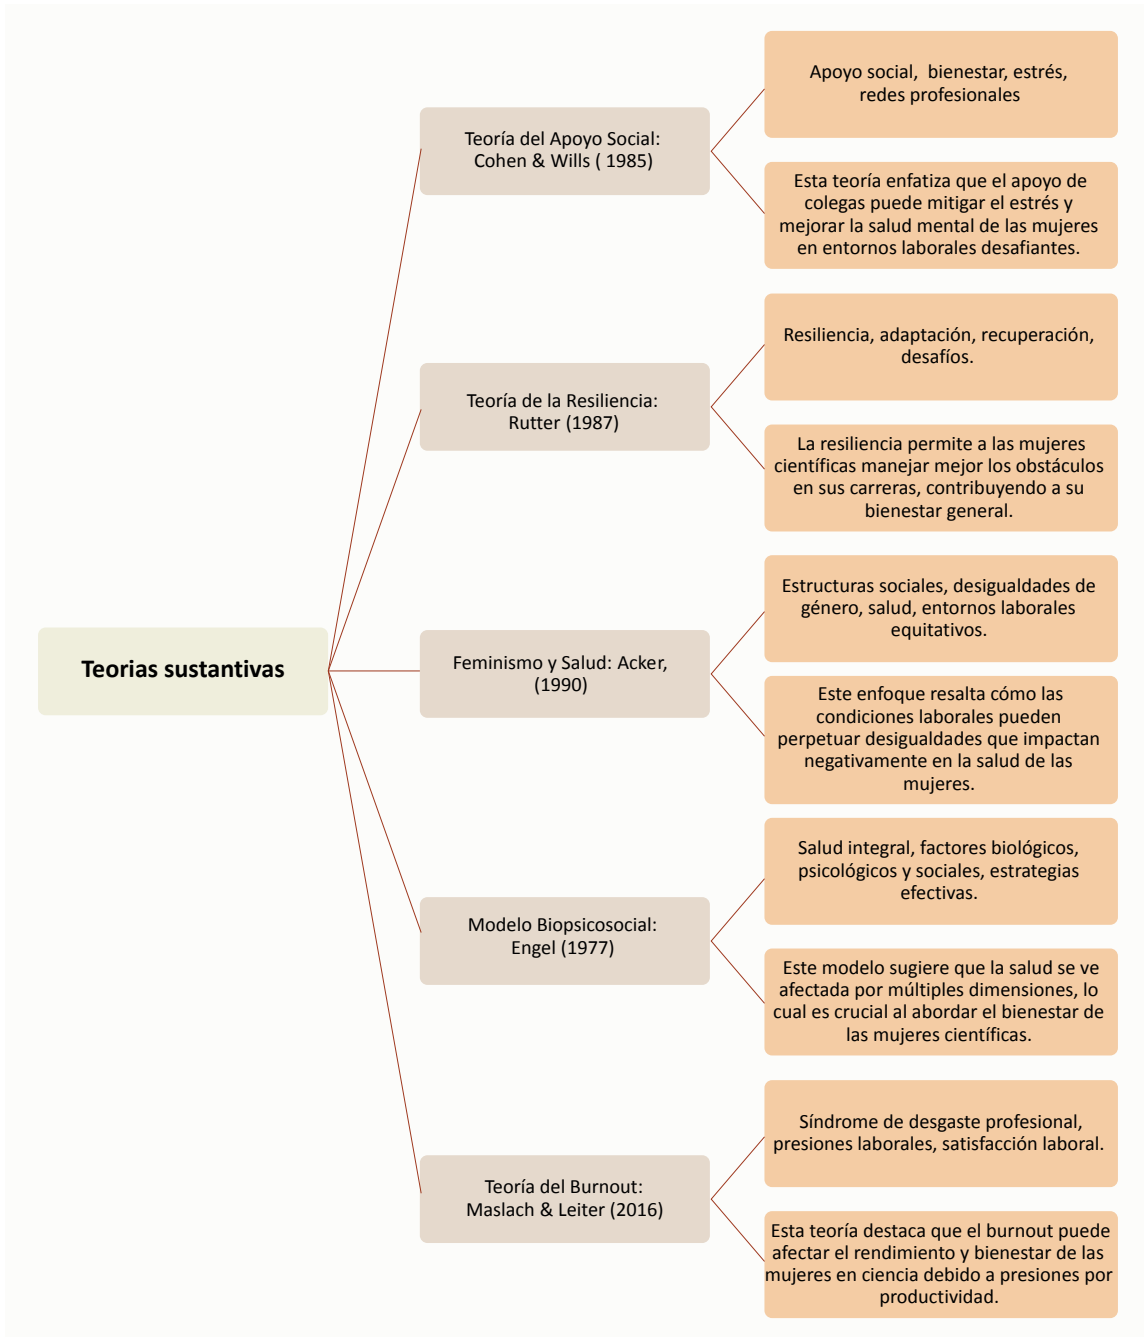 Teorias sustantivas
Teoría del Apoyo Social:
Cohen & Wills ( 1985)
Apoyo social,  bienestar, estrés,
redes profesionales
Esta teoría enfatiza que el apoyo de
colegas puede mitigar el estrés y
mejorar la salud mental de las mujeres
en entornos laborales desafiantes.
Teoría de la Resiliencia:
Rutter (1987)
Resiliencia, adaptación, recuperación,
desafíos.
La resiliencia permite a las mujeres
científicas manejar mejor los obstáculos
en sus carreras, contribuyendo a su
bienestar general.
Feminismo y Salud: Acker,
(1990)
Estructuras sociales, desigualdades de
género, salud, entornos laborales
equitativos.
Este enfoque resalta cómo las
condiciones laborales pueden
perpetuar desigualdades que impactan
negativamente en la salud de las
mujeres.
Modelo Biopsicosocial:
Engel (1977)
Salud integral, factores biológicos,
psicológicos y sociales, estrategias
efectivas.
Este modelo sugiere que la salud se ve
afectada por múltiples dimensiones, lo
cual es crucial al abordar el bienestar de
las mujeres científicas.
Teoría del Burnout:
Maslach & Leiter (2016)
Síndrome de desgaste profesional,
presiones laborales, satisfacción laboral.
Esta teoría destaca que el burnout puede
afectar el rendimiento y bienestar de las
mujeres en ciencia debido a presiones por
productividad.